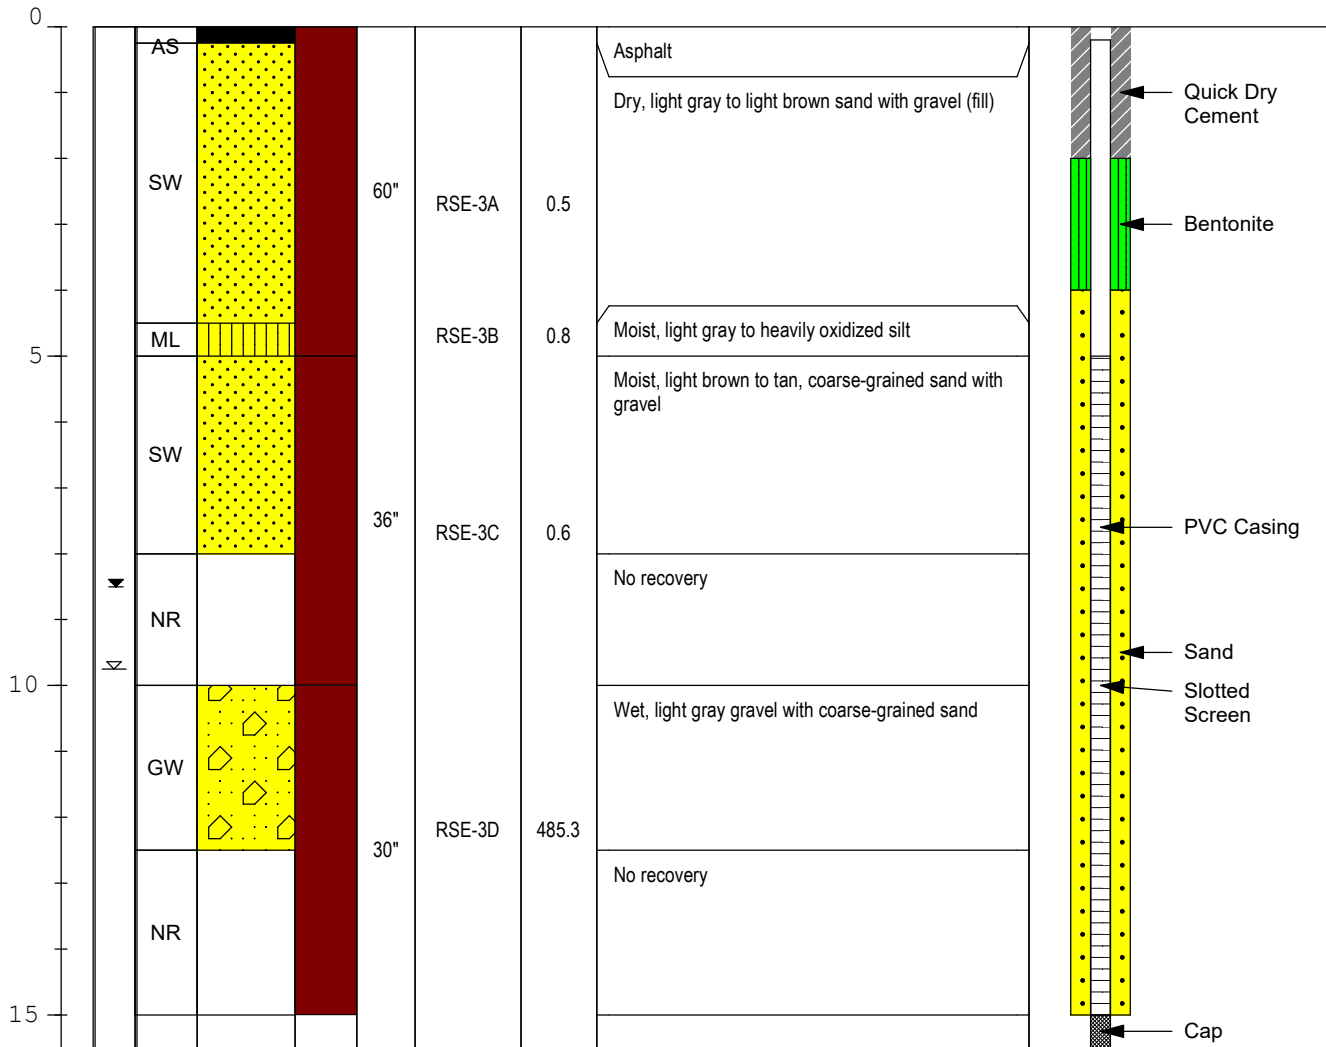 0
AS
Asphalt
Dry, light gray to light brown sand with gravel (fill)
Quick Dry
Cement
SW
60"
RSE-3A
0.5
Bentonite
ML
RSE-3B
0.8
Moist, light gray to heavily oxidized silt
5
Moist, light brown to tan, coarse-grained sand with
gravel
SW
36"
RSE-3C
0.6
PVC Casing
No recovery
NR
Sand
10
Slotted
Screen
Wet, light gray gravel with coarse-grained sand
GW
RSE-3D
485.3
30"
No recovery
NR
15
Cap